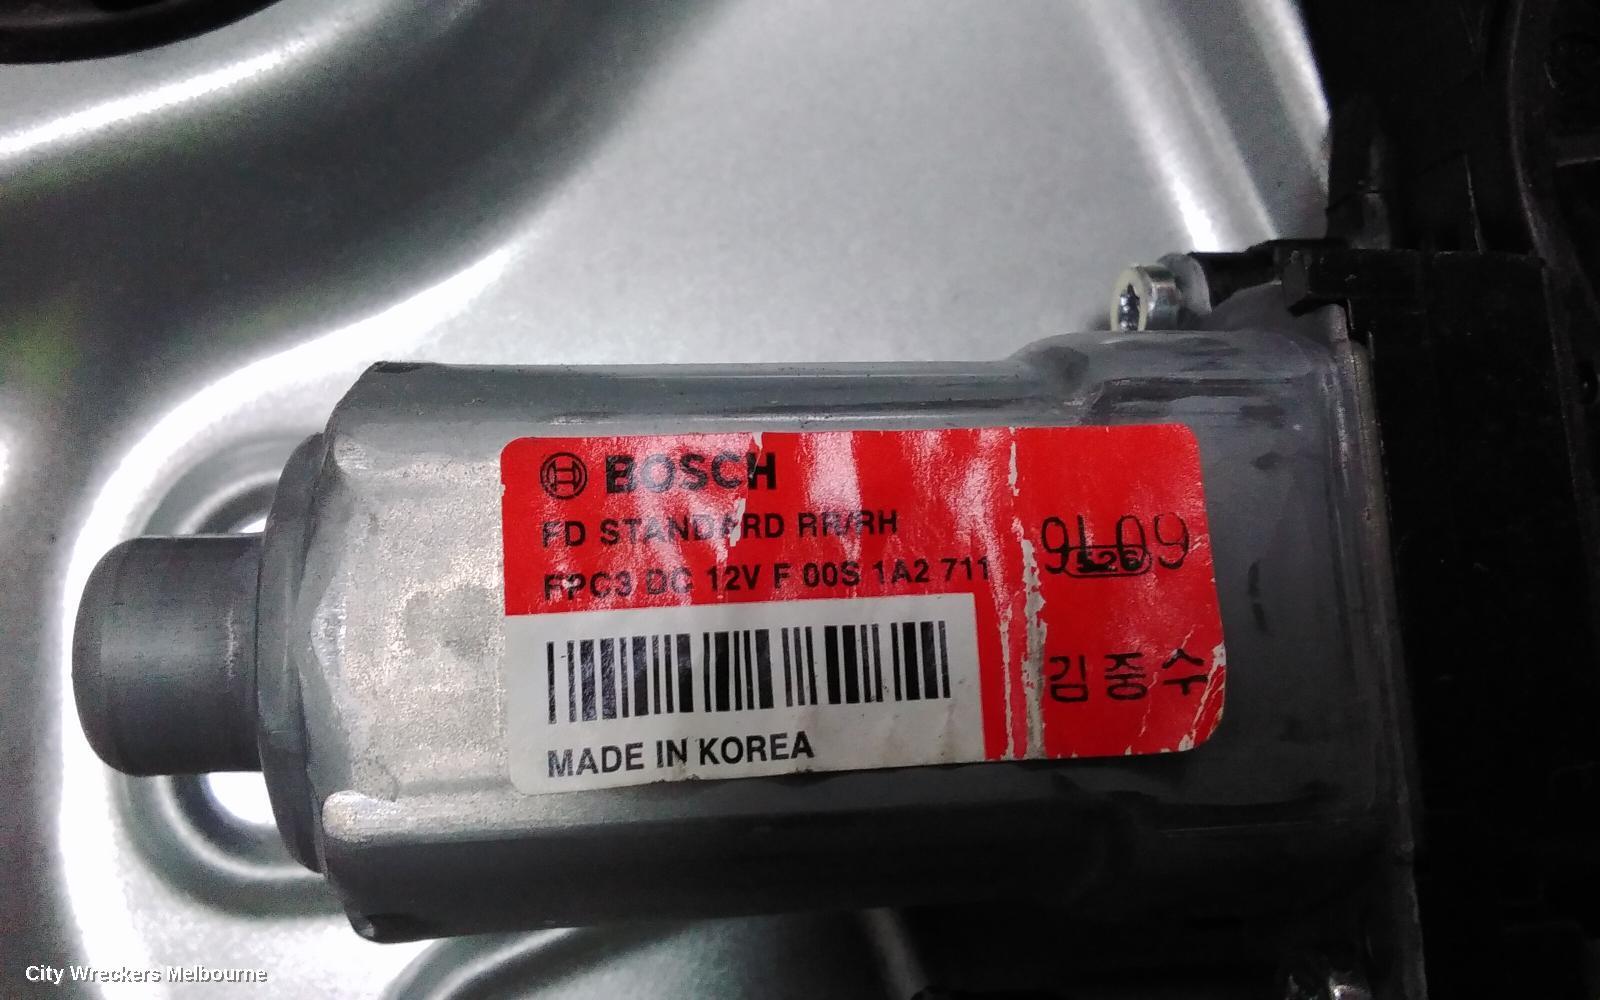 BOSCH
FD STANDARD RR/RH
FPC3 DC 12V F 00S 1A2 711
9L09
김중수
MADE IN KOREA
City Wreckers Melbourne